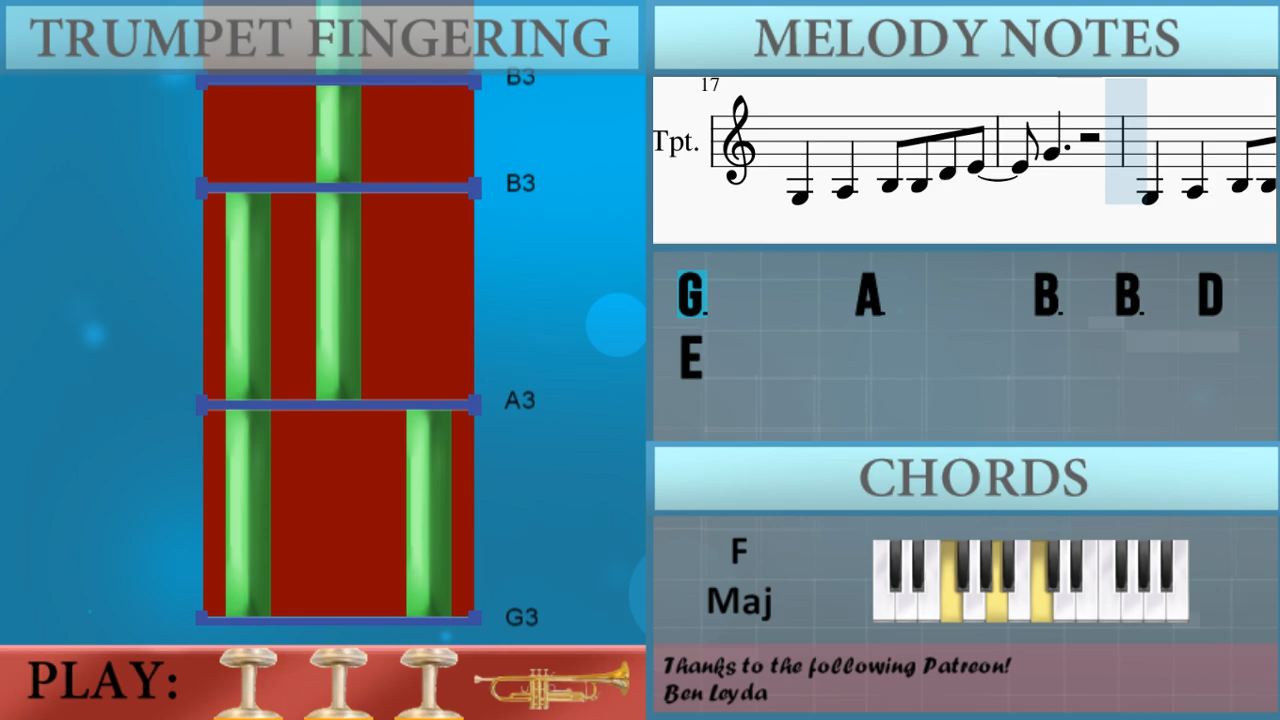 TRUMPET FINGERING
B3
B3
A3
G3
PLAY:
MELODY NOTES
17
Tpt.
G. A. B. B. D
E
CHORDS
F
Maj
Thanks to the following Patreon!
Ben Leyda